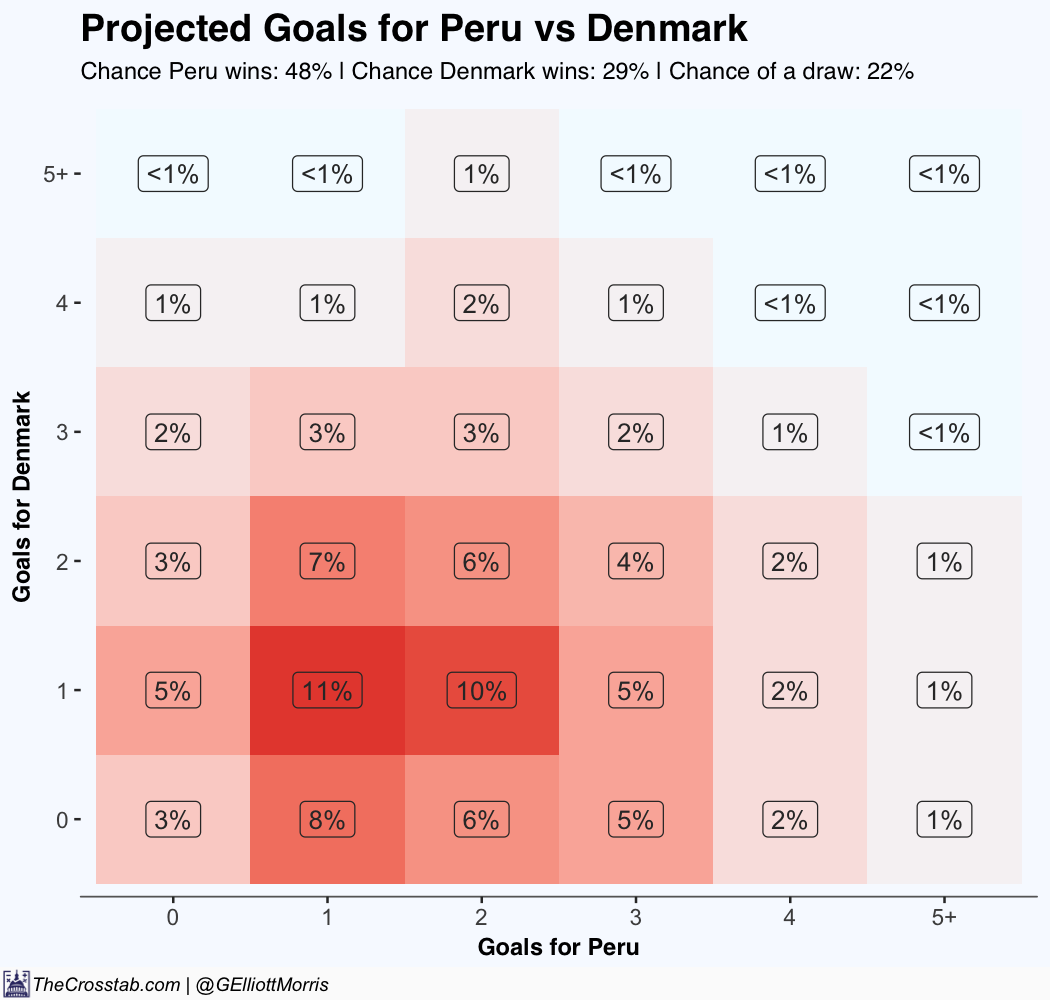 Projected Goals for Peru vs Denmark
Chance Peru wins: 48% | Chance Denmark wins: 29% | Chance of a draw: 22%
5+ <1% <1% 1% <1% <1% <1%
4 1% 1% 2% 1% <1% <1%
3 2% 3% 3% 2% 1% <1%
Goals for Denmark
2 3% 7% 6% 4% 2% 1%
1 5% 11% 10% 5% 2% 1%
0 3% 8% 6% 5% 2% 1%
0 1 2 3 4 5+
Goals for Peru
TheCrosstab.com | @GElliottMorris